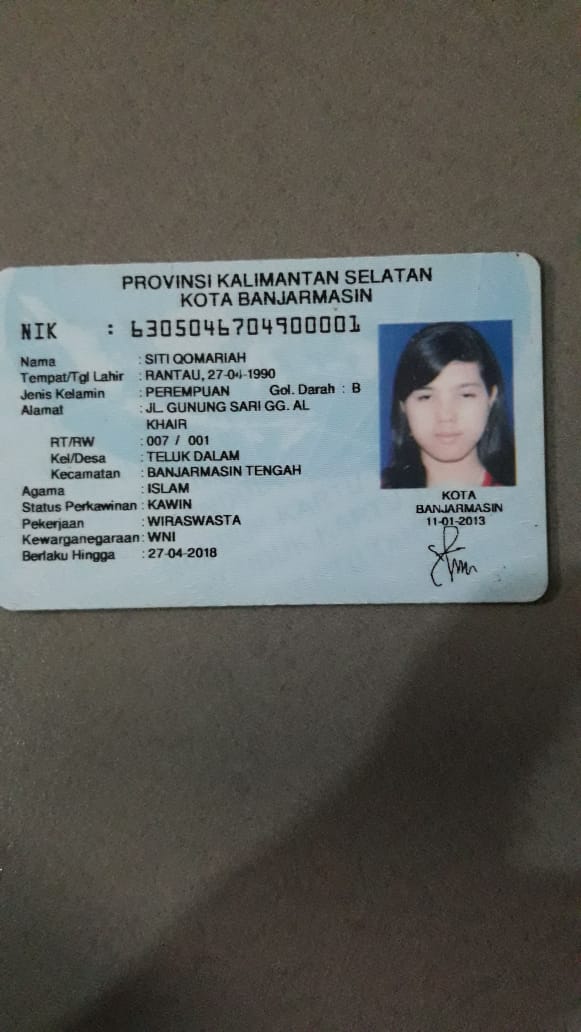 PROVINSI KALIMANTAN SELATAN
KOTA BANJARMASIN
NIK : 6305046704900001
Nama : SITI QOMARIAH
Tempat/Tgl Lahir : RANTAU, 27-04-1990
Jenis Kelamin : PEREMPUAN Gol. Darah : B
Alamat : JL. GUNUNG SARI GG. AL
KHAIR
RT/RW : 007 / 001
Kel/Desa : TELUK DALAM
Kecamatan : BANJARMASIN TENGAH
Agama : ISLAM
Status Perkawinan : KAWIN
Pekerjaan : WIRASWASTA
Kewarganegaraan : WNI
Berlaku Hingga : 27-04-2018
KOTA
BANJARMASIN
11-01-2013